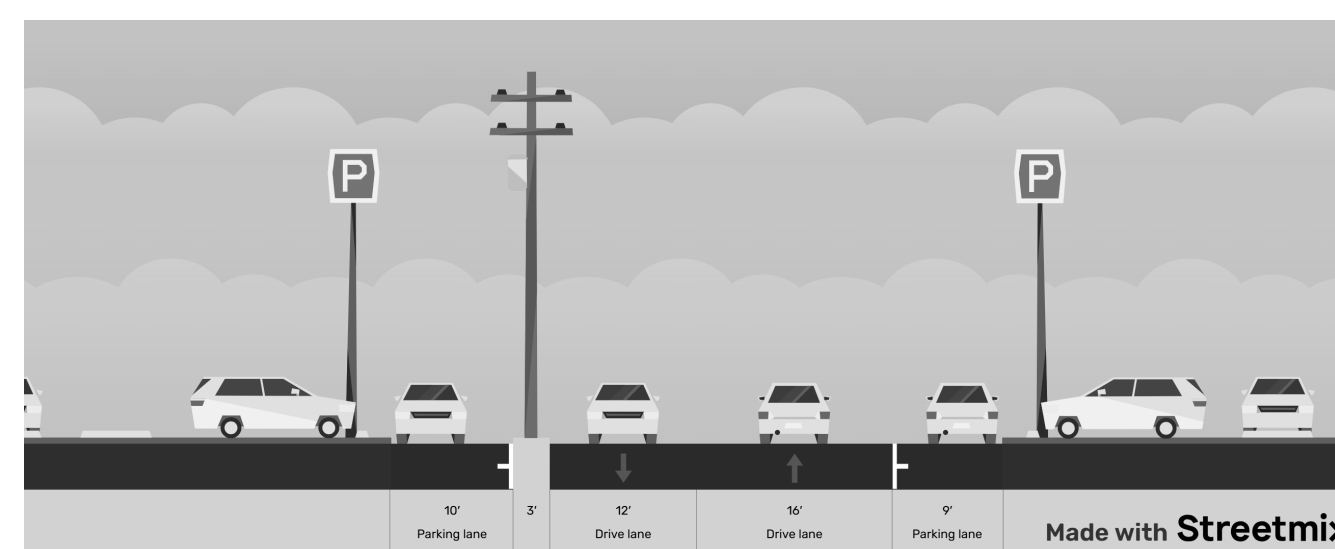 P
P
10′ 3′ 12′ 16′ 9′
Parking lane Drive lane Drive lane Parking lane
Made with Streetmix